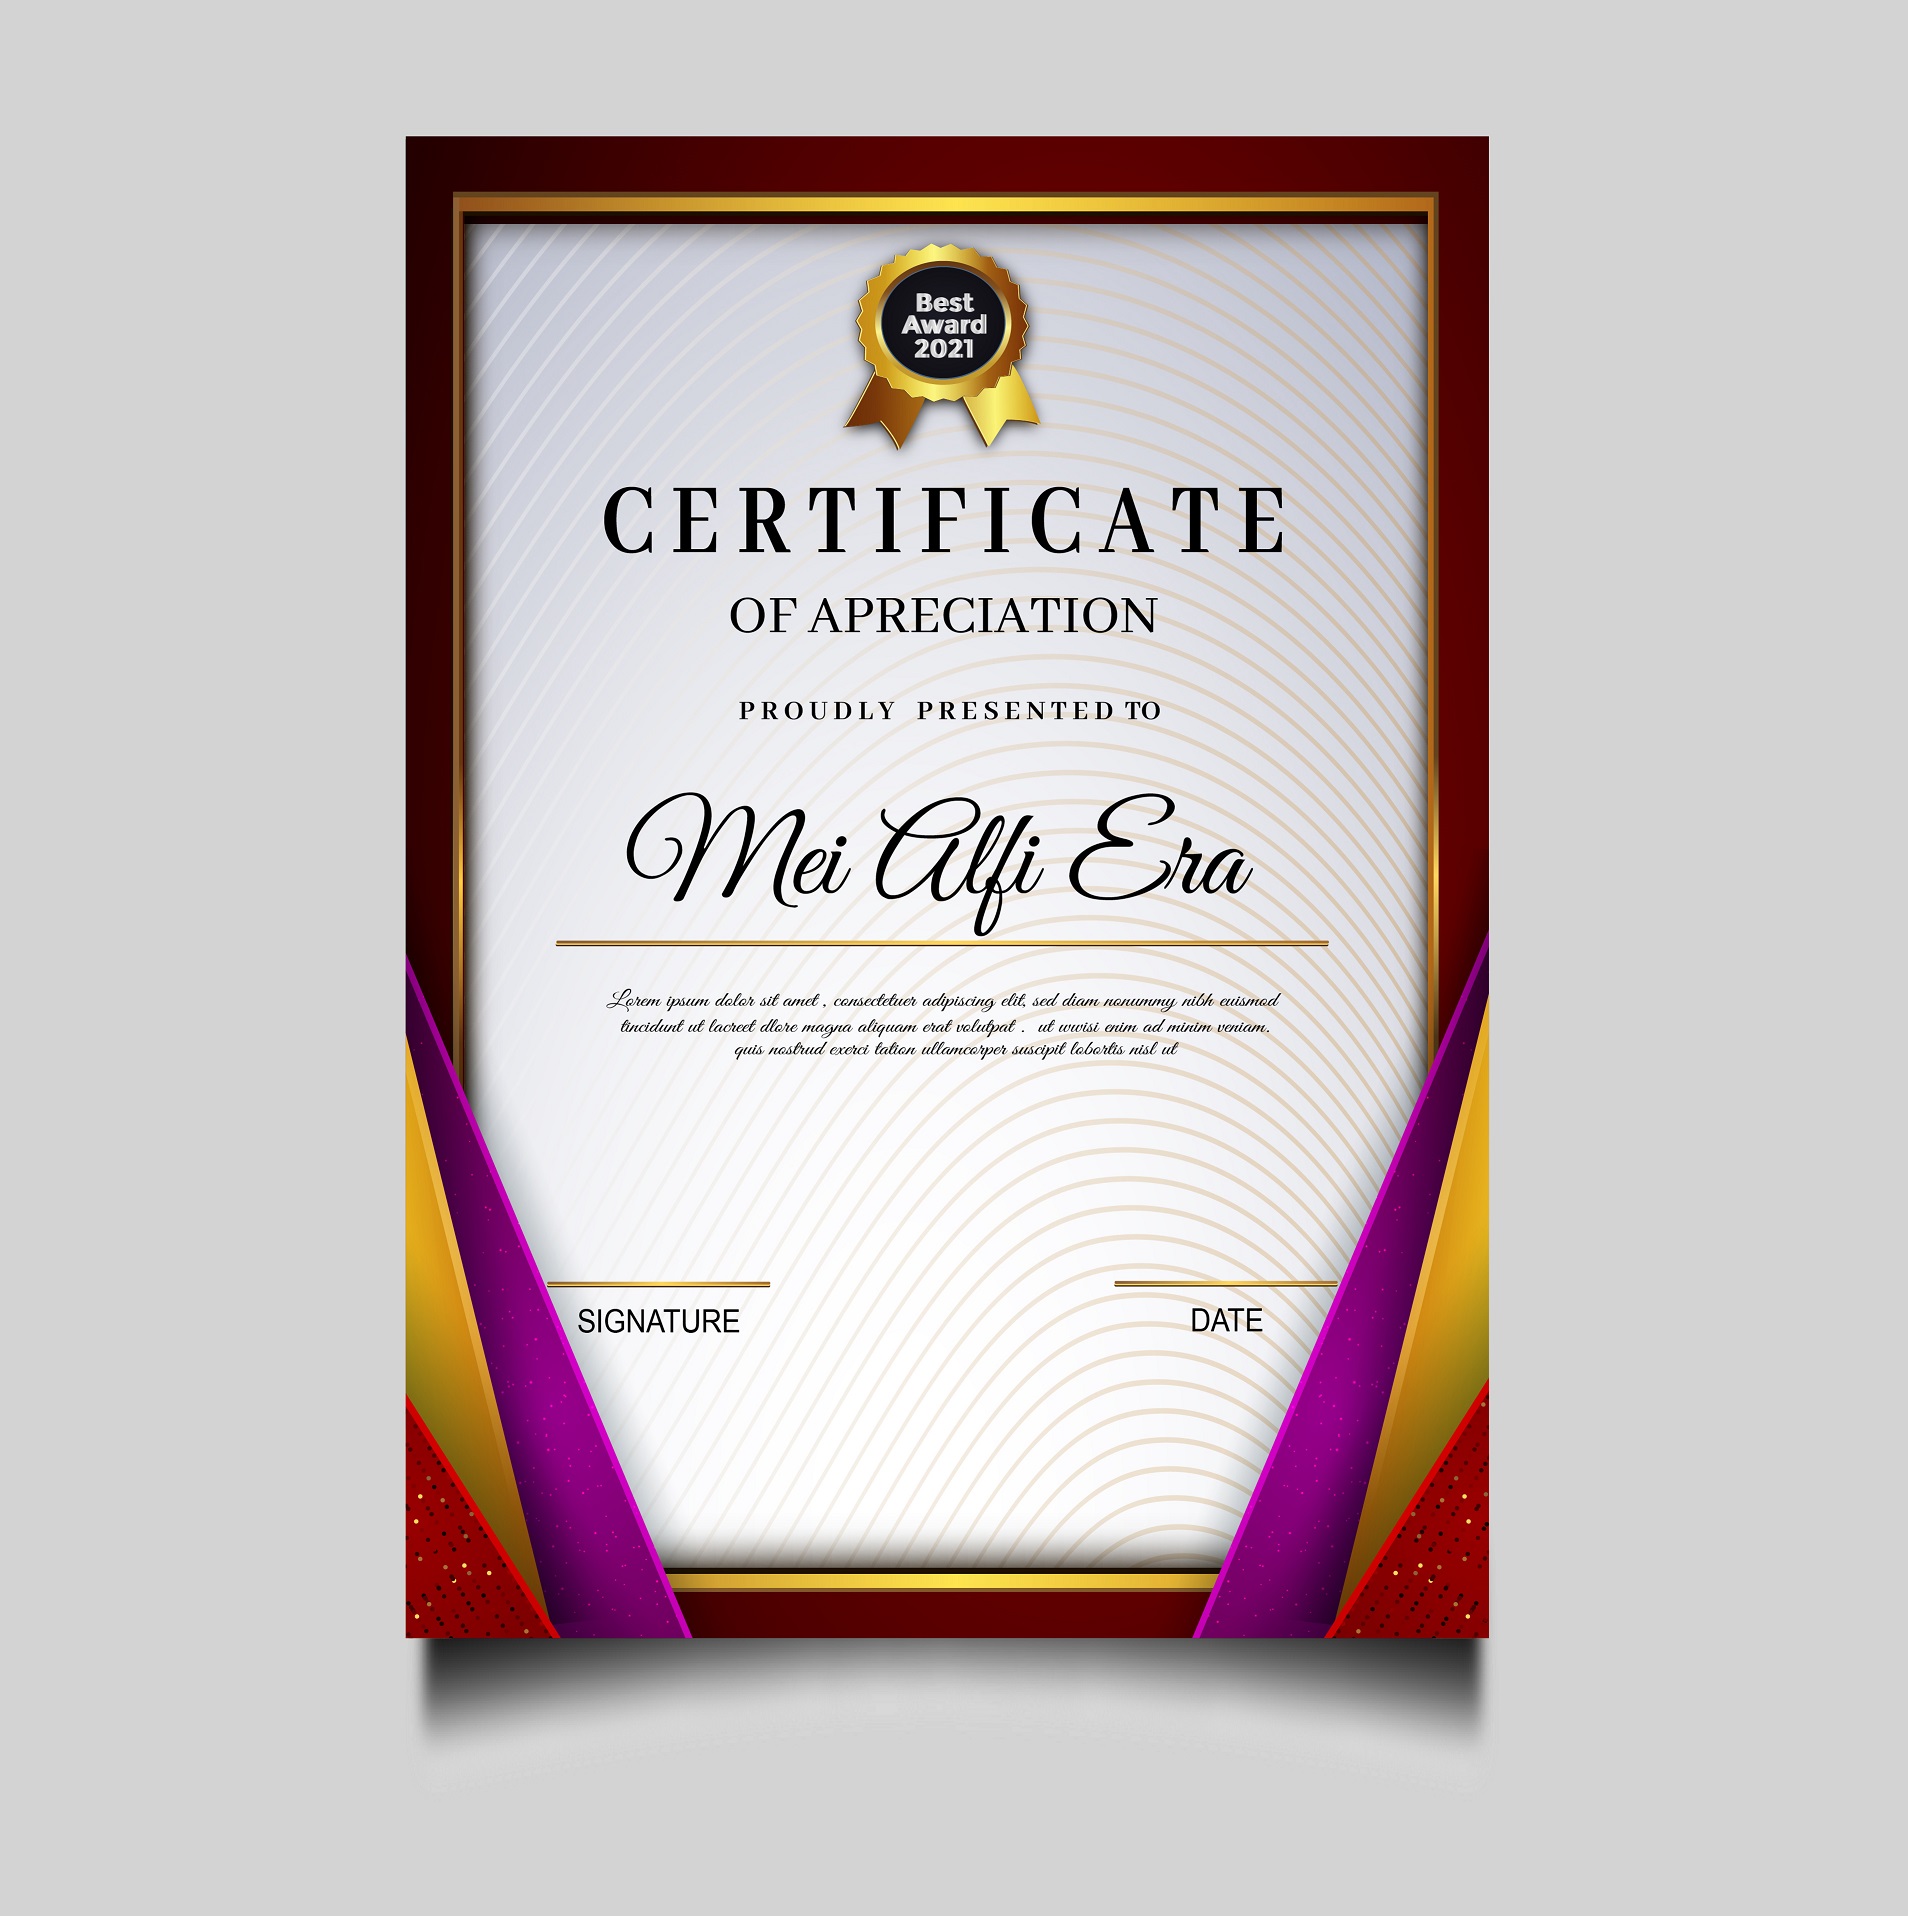 Best
Award
2021
CERTIFICATE
OF APRECIATION
PROUDLY PRESENTED TO
Mei Alfi Era
Lorem ipsum dolor sit amet , consectetuer adipiscing elit, sed diam nonummy nibh euismod
tincidunt ut lacreet dlore magna aliquam erat volutpat . ut wwisi enim ad minim veniam.
quis nostrud exerci tation ullamcorper suscipit lobortis nisl ut
SIGNATURE
DATE